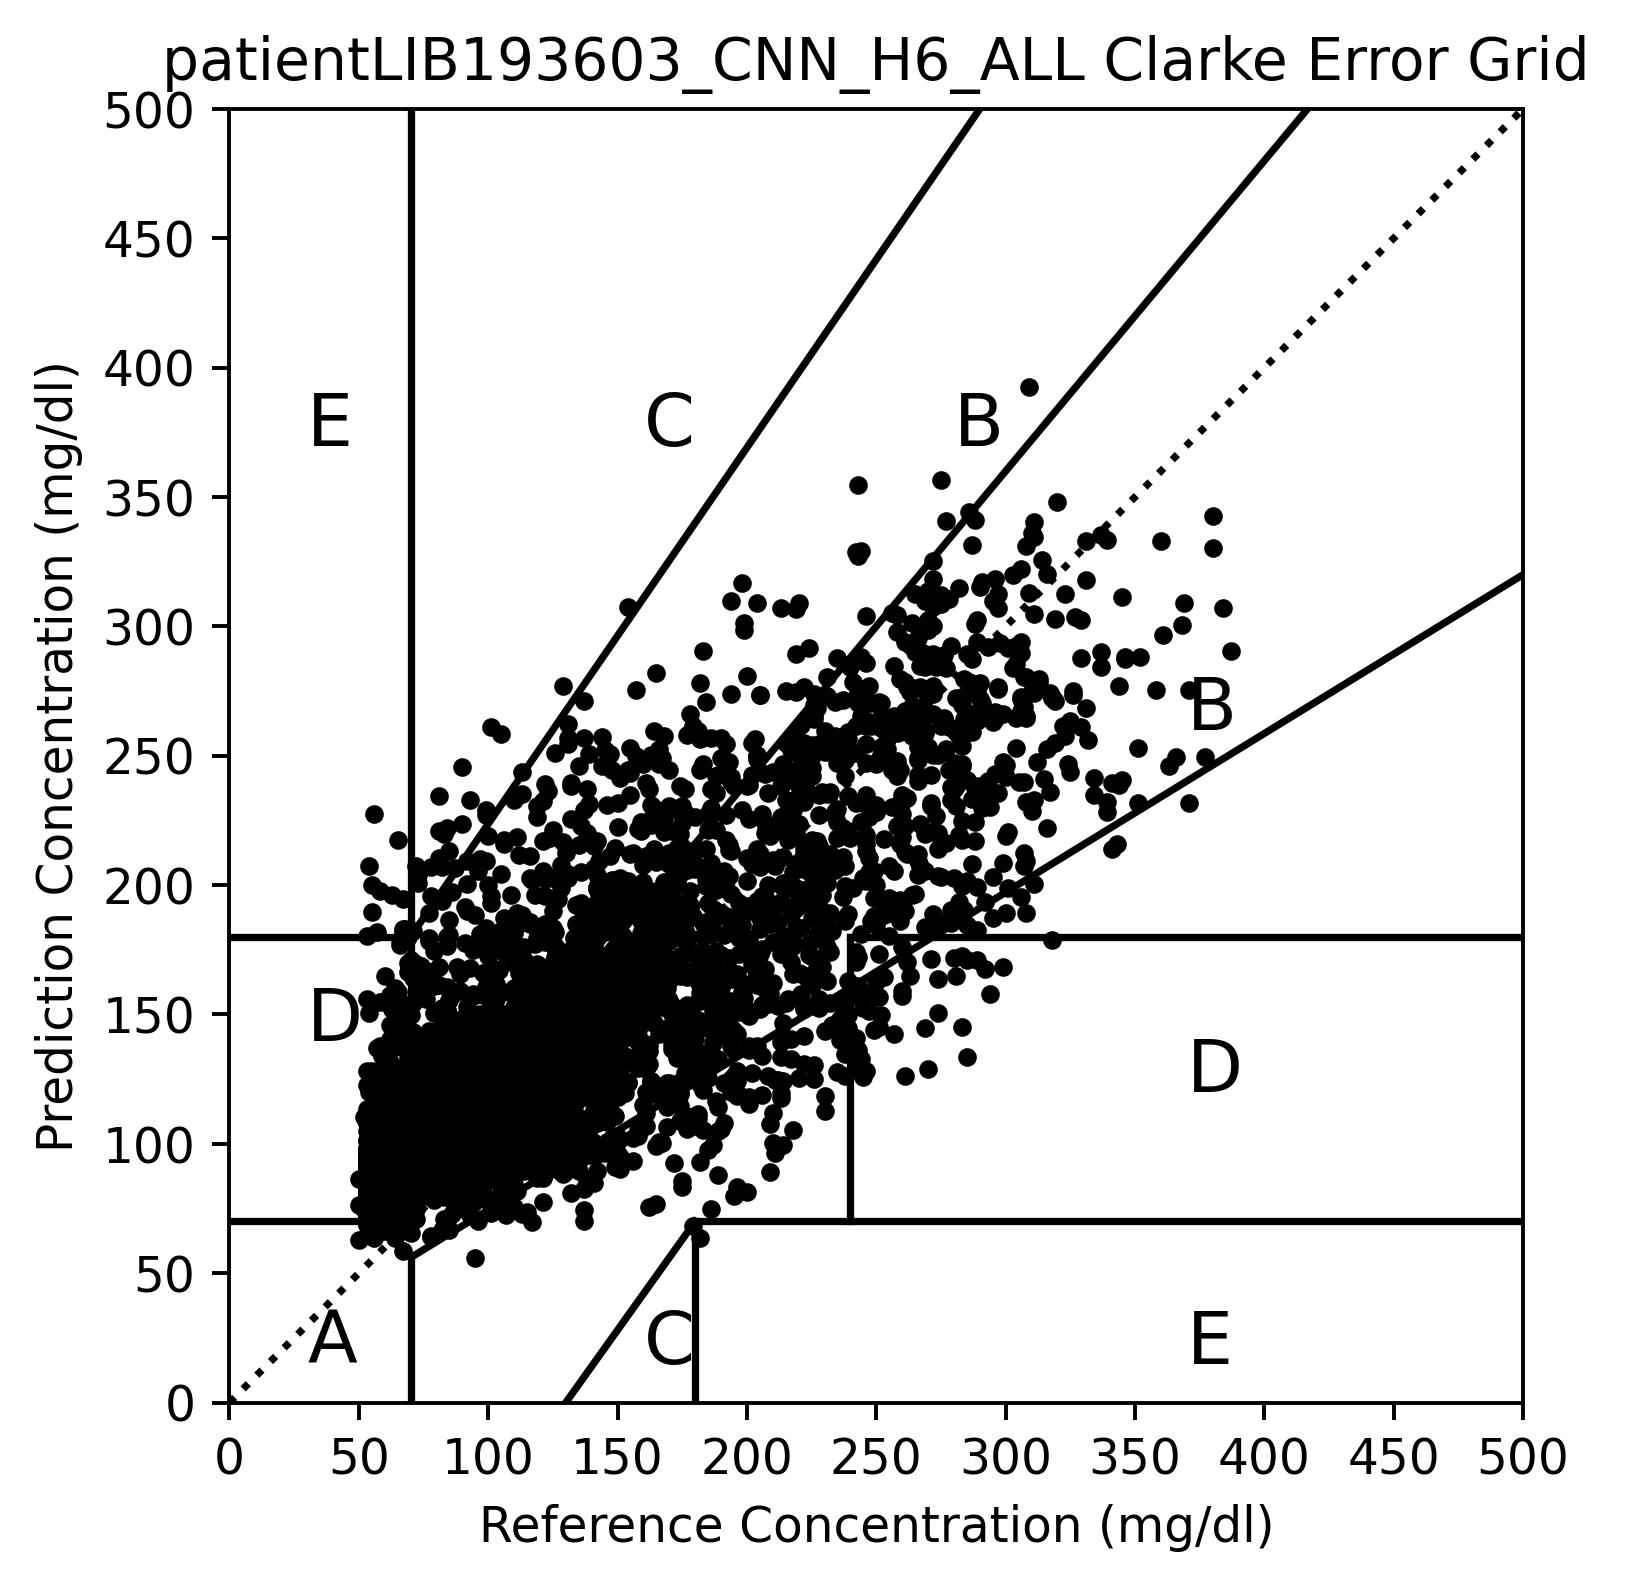 patientLIB193603_CNN_H6_ALL Clarke Error Grid
500
450
400
350
300
250
200
150
100
50
0
Prediction Concentration (mg/dl)
E
C
B
B
D
D
A
C
E
0 50 100 150 200 250 300 350 400 450 500
Reference Concentration (mg/dl)